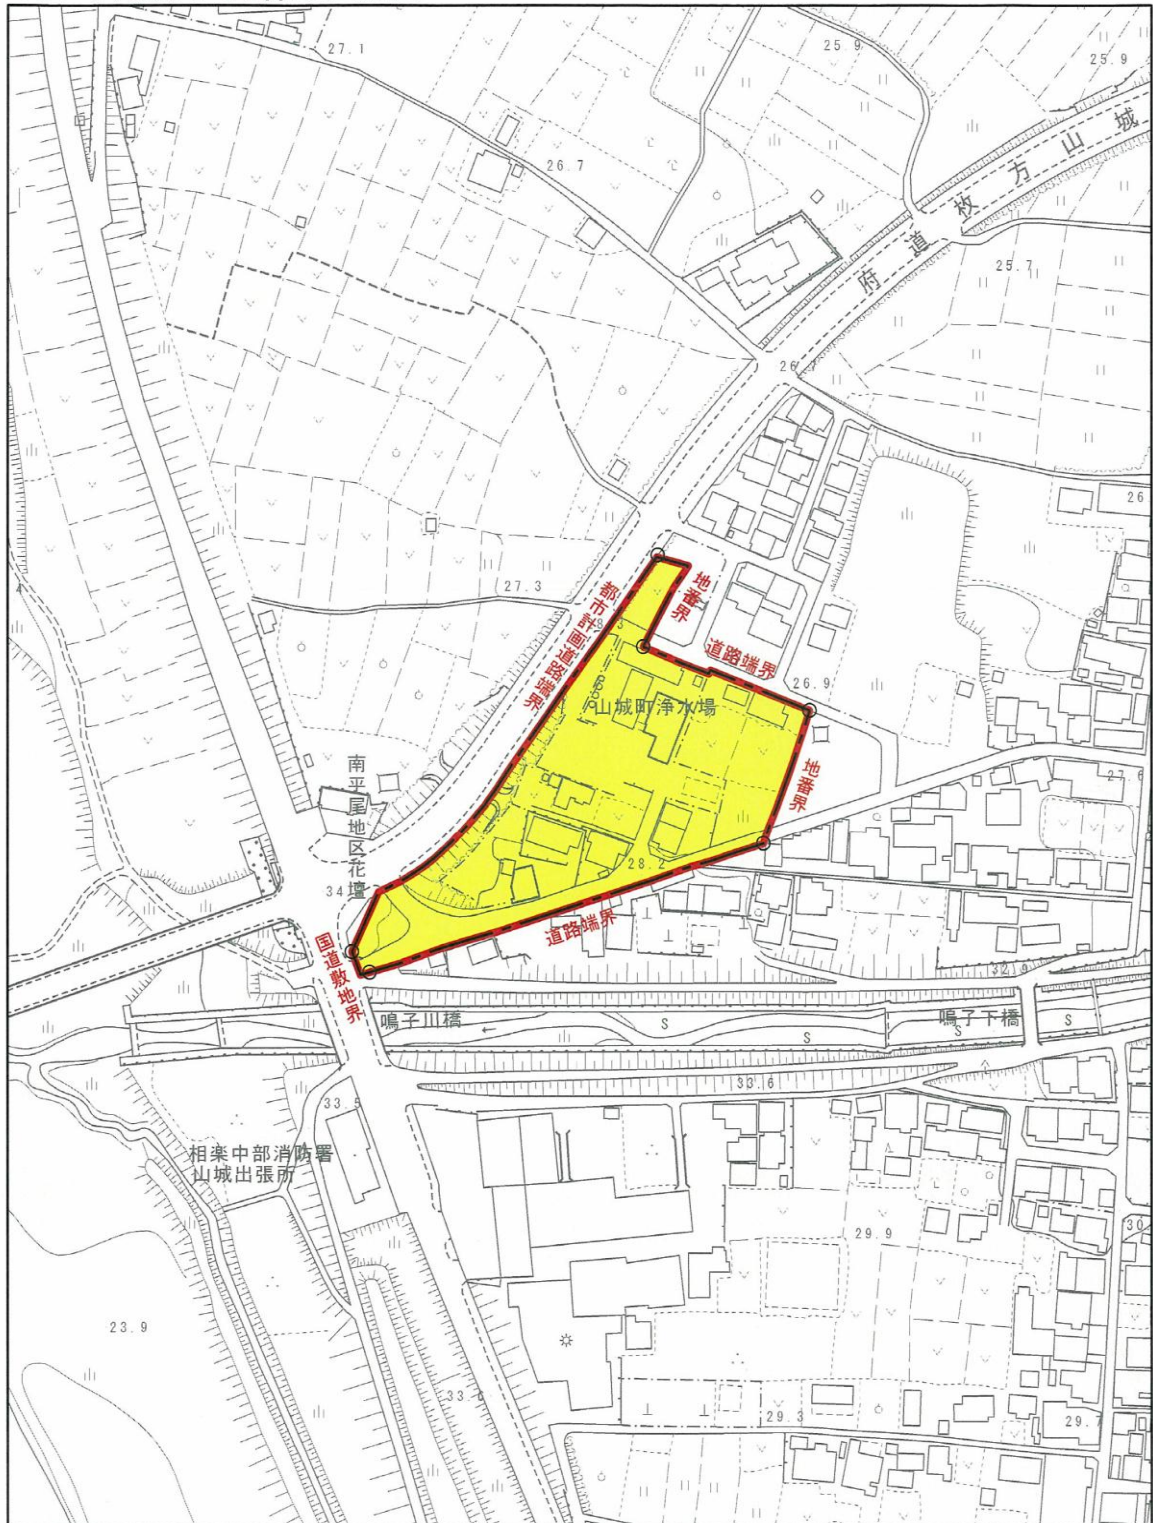 27.1
25.9
25.9
26.7
府道枚方山城
25.7
26.7
26
4
27.3
地番界
都市計画道路端界
道路端界
26.9
山城町浄水場
地番界
27.6
南平尾地区花壇
28.2
34
道路端界
国道敷地界
32.9
鳴子川橋
S
鳴子下橋
S
S
S
33.6
33.5
相楽中部消防署
山城出張所
29.9
30
23.9
33.6
29.3
29.7